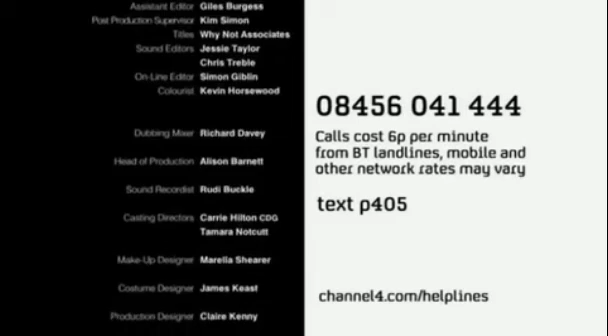 Assistant Editor Giles Burgess
Post Production Supervisor Kim Simon
Titles Why Not Associates
Sound Editors Jessie Taylor
Chris Treble
On-Line Editor Simon Giblin
Colourist Kevin Horsewood
Dubbing Mixer Richard Davey
Head of Production Alison Barnett
Sound Recordist Rudi Buckle
Casting Directors Carrie Hilton CDG
Tamara Notcutt
Make-Up Designer Marella Shearer
Costume Designer James Keast
Production Designer Claire Kenny
08456 041 444
Calls cost 6p per minute
from BT landlines, mobile and
other network rates may vary
text p405
channel4.com/helplines